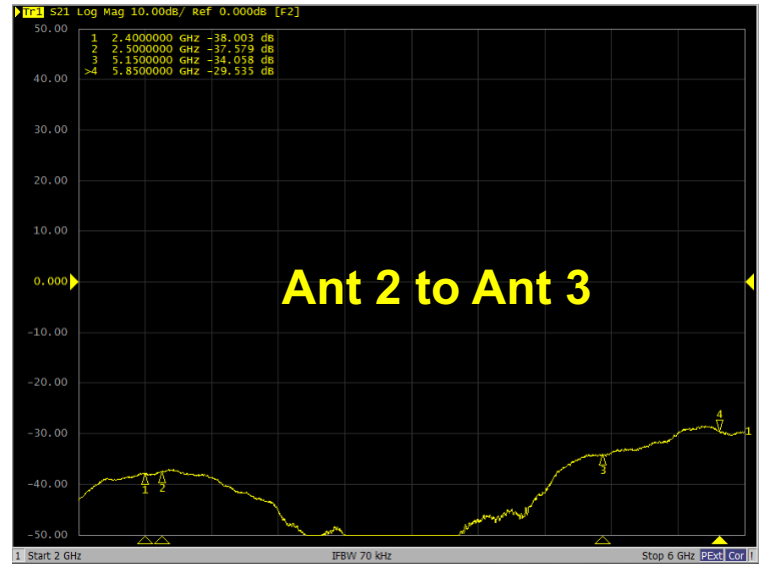 Tr1 S21 Log Mag 10.00dB/ Ref 0.000dB [F2]
50.00
1 2.4000000 GHz -38.003 dB
2 2.5000000 GHz -37.579 dB
3 5.1500000 GHz -34.058 dB
>4 5.8500000 GHz -29.535 dB
40.00
30.00
20.00
10.00
0.000
Ant 2 to Ant 3
-10.00
-20.00
4
-30.00
1
3
-40.00
1 2
-50.00
1 Start 2 GHz IFBW 70 kHz Stop 6 GHz PExt Cor !